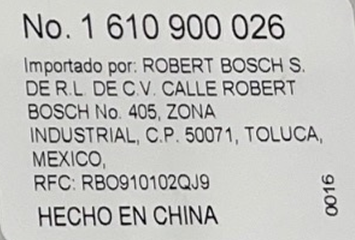 No. 1 610 900 026
Importado por: ROBERT BOSCH S.
DE R.L. DE C.V. CALLE ROBERT
BOSCH No. 405, ZONA
INDUSTRIAL, C.P. 50071, TOLUCA,
MEXICO,
RFC: RBO910102QJ9
HECHO EN CHINA
0016